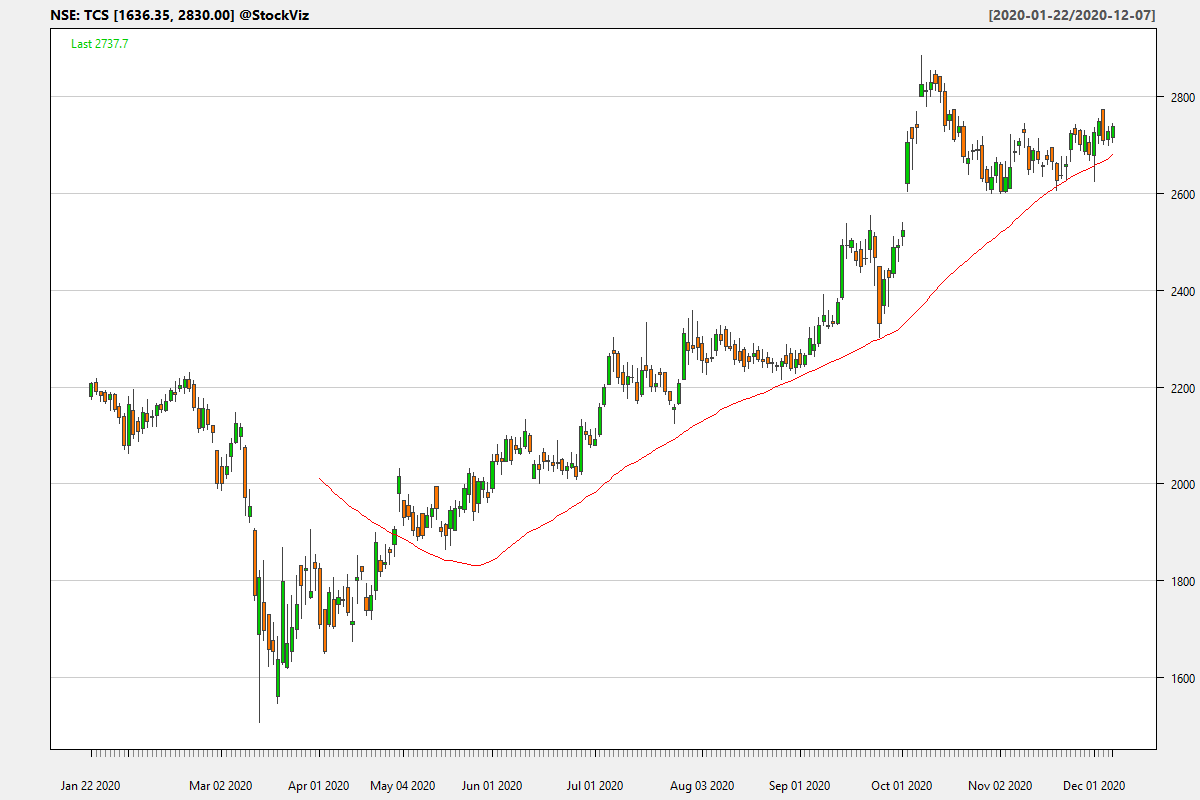 NSE: TCS [1636.35, 2830.00] @StockViz
[2020-01-22/2020-12-07]
Last 2737.7
2800
2600
2400
2200
2000
1800
1600
Jan 22 2020
Mar 02 2020
Apr 01 2020
May 04 2020
Jun 01 2020
Jul 01 2020
Aug 03 2020
Sep 01 2020
Oct 01 2020
Nov 02 2020
Dec 01 2020